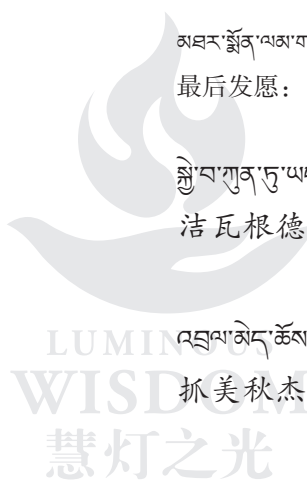 མཐར་སྨོན་ལམ་ག
最后发愿：
སྐྱེ་བ་ཀུན་ཏུ་
洁瓦根德
འབྲལ་མེད་ཆོས
抓美秋杰
LUMINOUS
WISDOM
慧灯之光